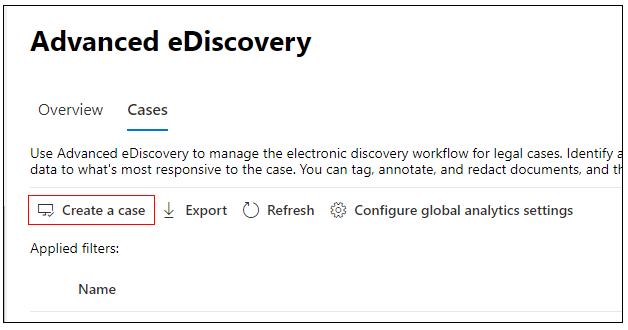 Advanced eDiscovery
Overview Cases
Use Advanced eDiscovery to manage the electronic discovery workflow for legal cases. Identify
data to what's most responsive to the case. You can tag, annotate, and redact documents, and
Create a case Export Refresh Configure global analytics settings
Applied filters:
Name